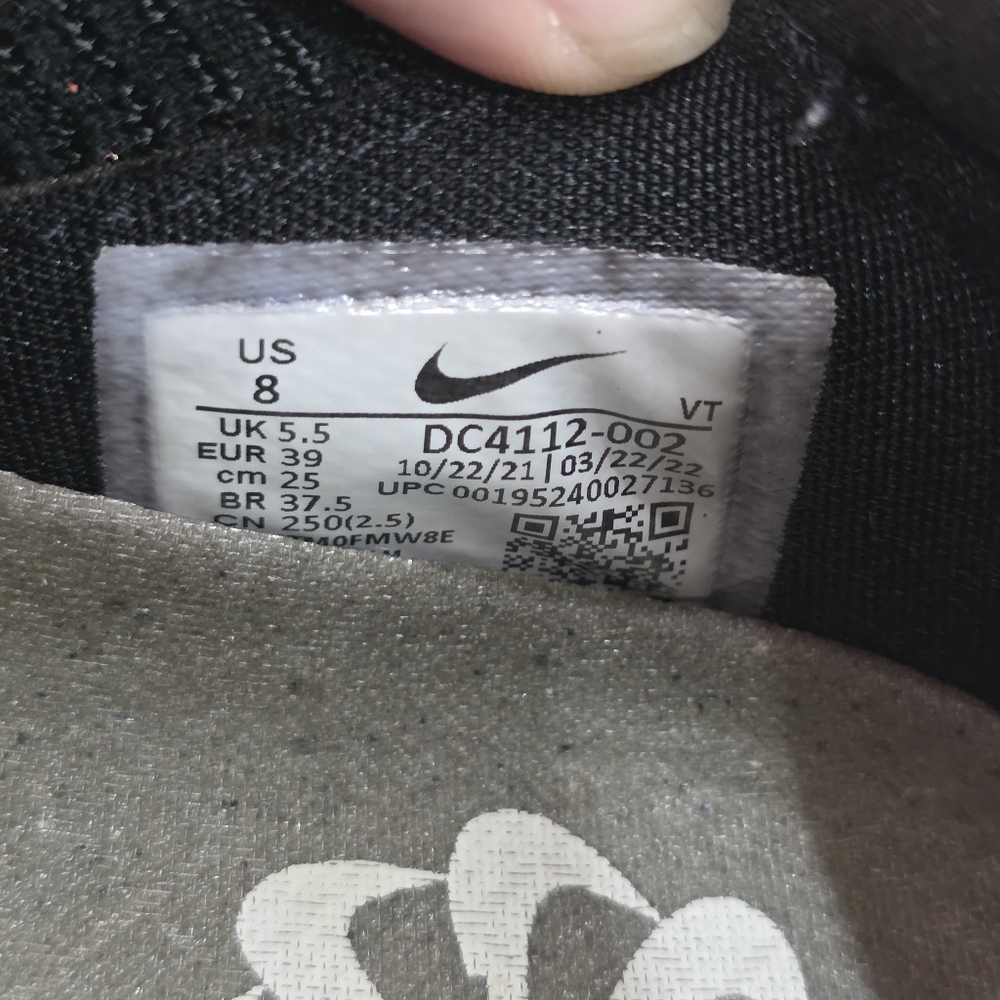 US
8
VT
UK 5.5
EUR 39
cm 25
BR 37.5
CN 250(2.5)
DC4112-002
10/22/21 | 03/22/22
UPC 00195240027136